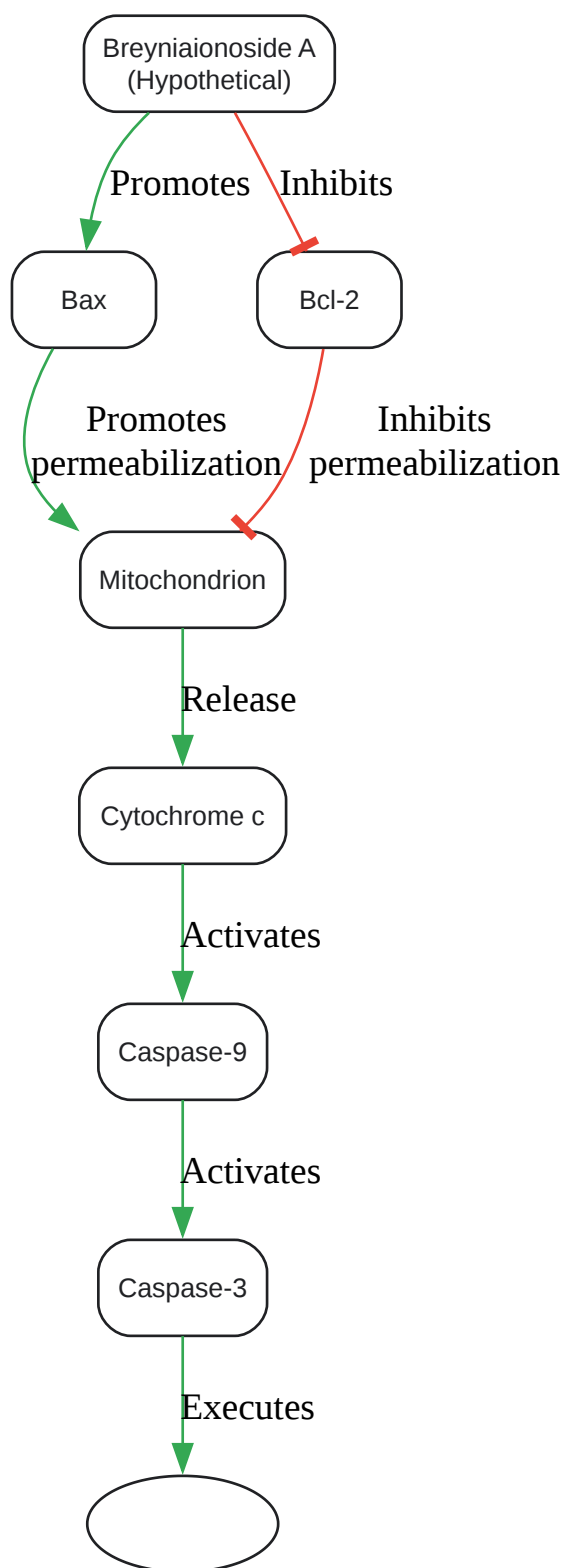 Breyniaionoside A
(Hypothetical)
Promotes
Inhibits
Bax
Bcl-2
Promotes
permeabilization
Inhibits
permeabilization
Mitochondrion
Release
Cytochrome c
Activates
Caspase-9
Activates
Caspase-3
Executes